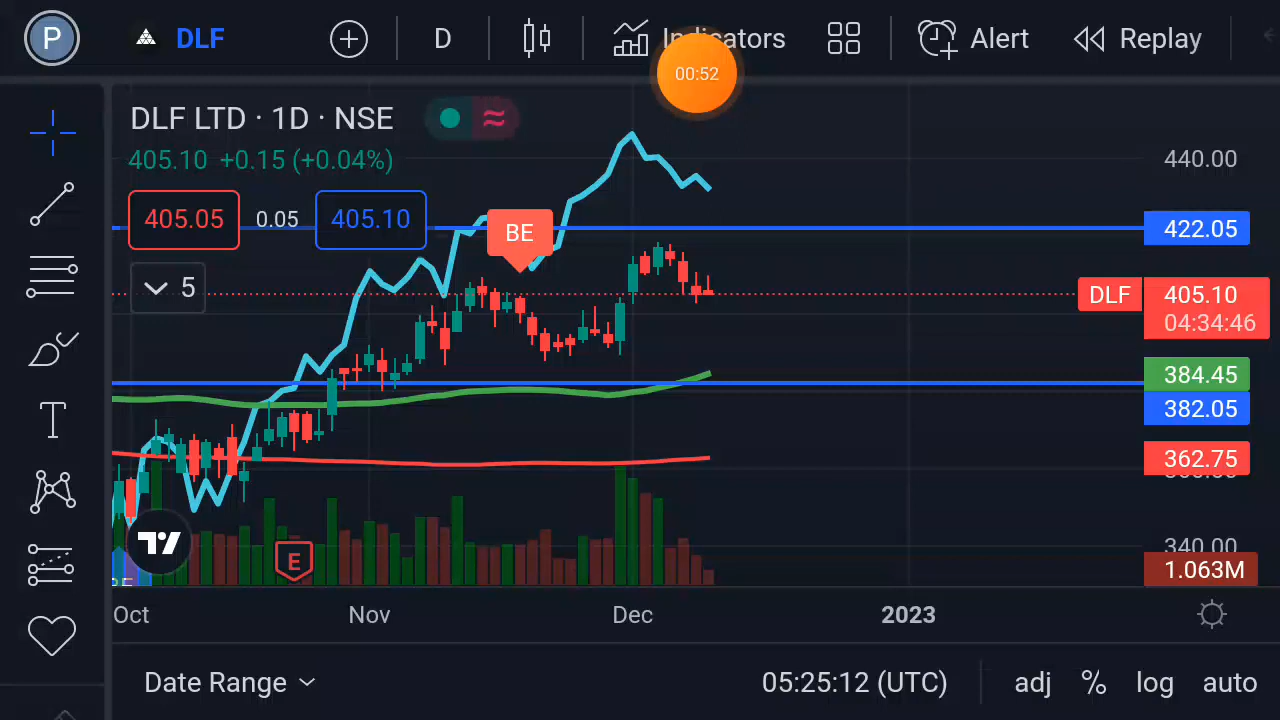 P
DLF
D
Indicators
Alert
Replay
00:52
DLF LTD · 1D · NSE
405.10 +0.15 (+0.04%)
405.05
0.05
405.10
BE
5
440.00
422.05
DLF
405.10
04:34:46
384.45
382.05
362.75
340.00
1.063M
E
Oct
Nov
Dec
2023
Date Range
05:25:12 (UTC)
adj
%
log
auto